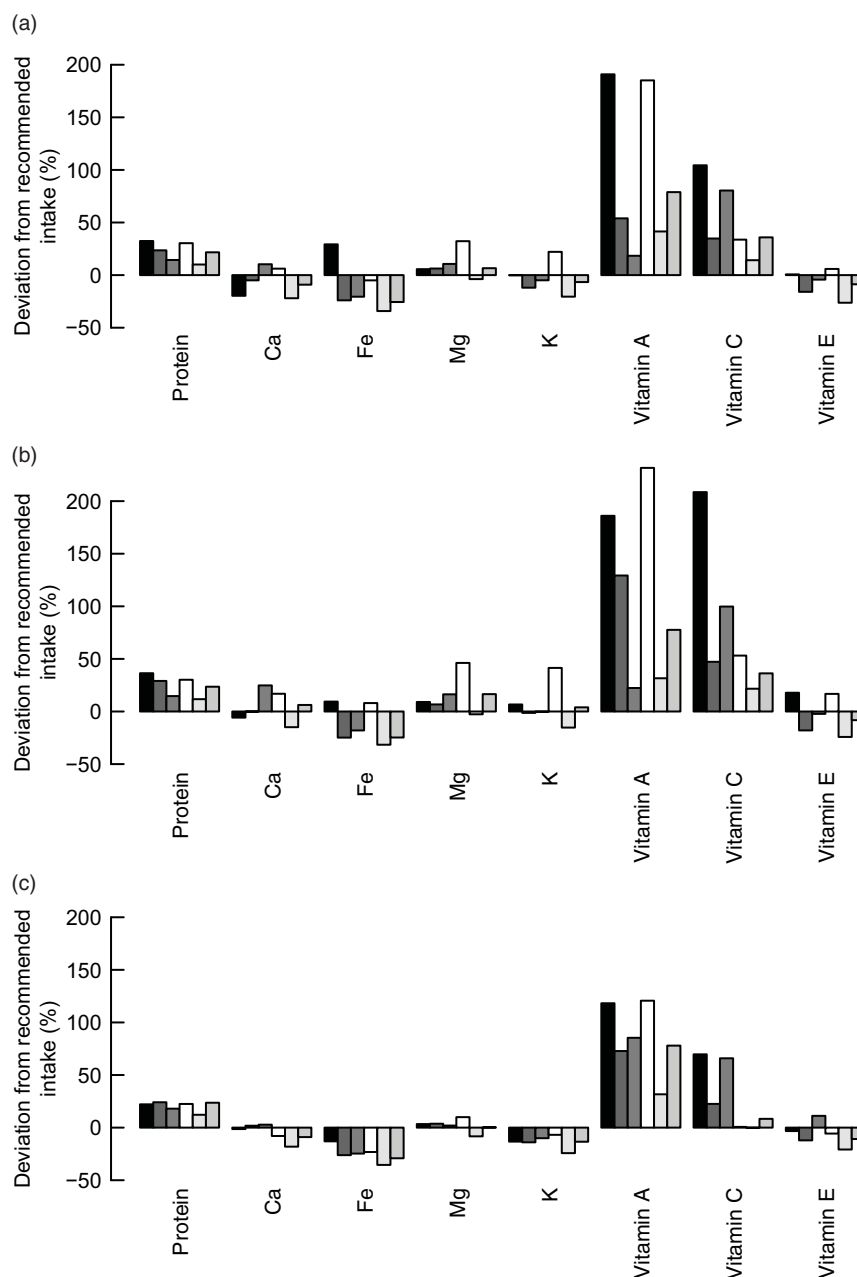 (a)
Deviation from recommended
intake (%)
200
150
100
50
0
−50
Protein
Ca
Fe
Mg
K
Vitamin A
Vitamin C
Vitamin E
(b)
Deviation from recommended
intake (%)
200
150
100
50
0
−50
Protein
Ca
Fe
Mg
K
Vitamin A
Vitamin C
Vitamin E
(c)
Deviation from recommended
intake (%)
200
150
100
50
0
−50
Protein
Ca
Fe
Mg
K
Vitamin A
Vitamin C
Vitamin E